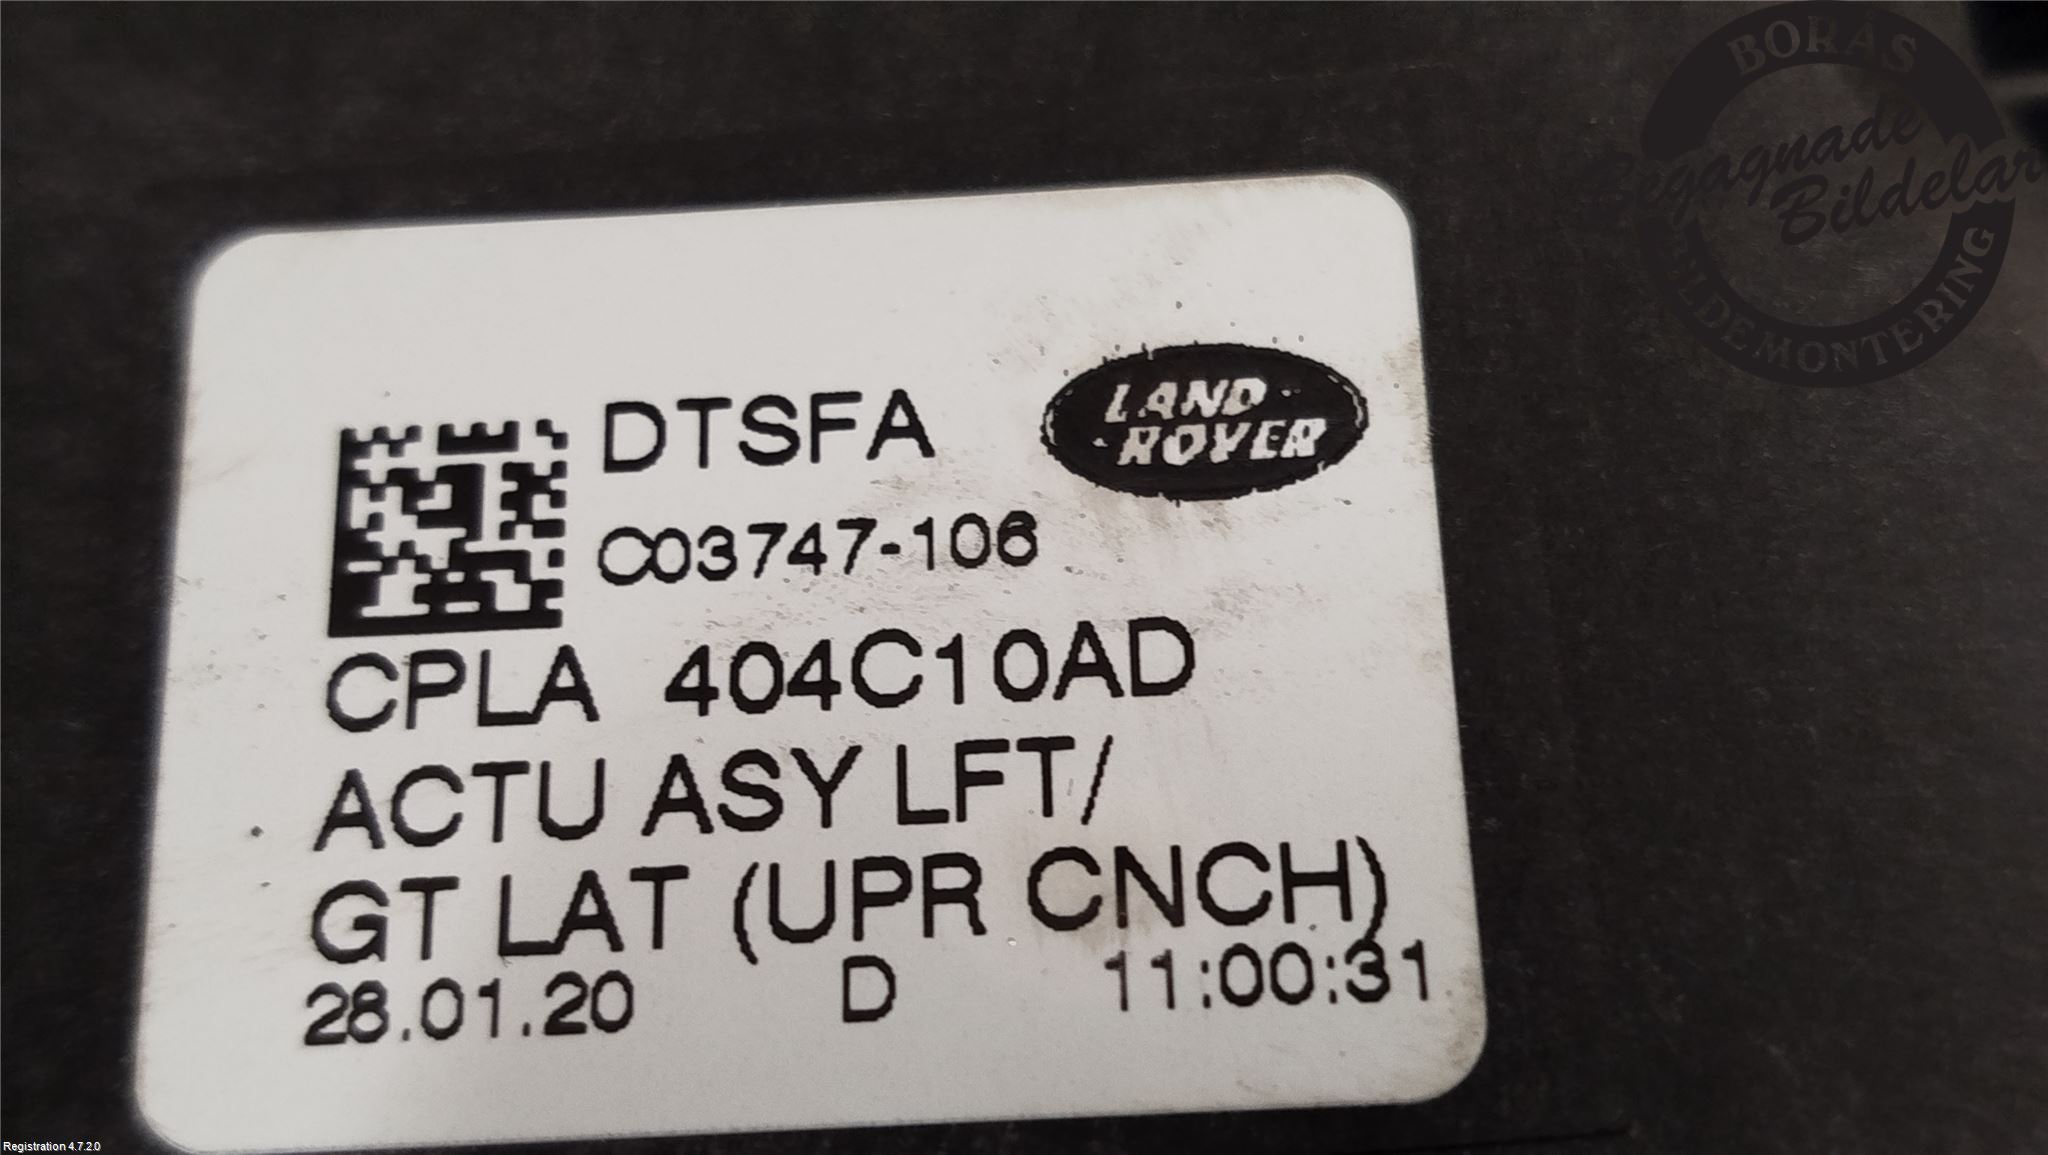 BORÅS
Begagnade
Bildelar
BILDEMONTERING
DTSFA
LAND
ROVER
C03747-106
CPLA 404C10AD
ACTU ASY LFT/
GT LAT (UPR CNCH)
28.01.20 D 11:00:31
Registration 4.7.2.0